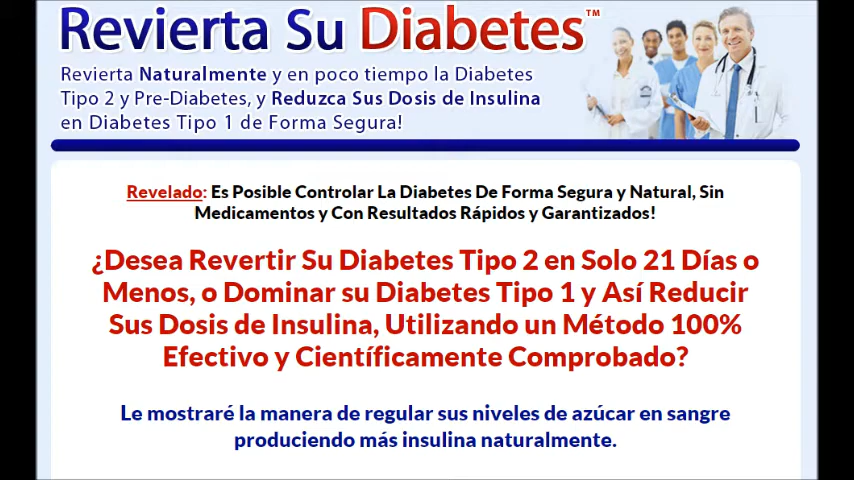 Revierta Su Diabetes™
Revierta Naturalmente y en poco tiempo la Diabetes
Tipo 2 y Pre-Diabetes, y Reduzca Sus Dosis de Insulina
en Diabetes Tipo 1 de Forma Segura!
Revelado: Es Posible Controlar La Diabetes De Forma Segura y Natural, Sin
Medicamentos y Con Resultados Rápidos y Garantizados!
¿Desea Revertir Su Diabetes Tipo 2 en Solo 21 Días o
Menos, o Dominar su Diabetes Tipo 1 y Así Reducir
Sus Dosis de Insulina, Utilizando un Método 100%
Efectivo y Científicamente Comprobado?
Le mostraré la manera de regular sus niveles de azúcar en sangre
produciendo más insulina naturalmente.